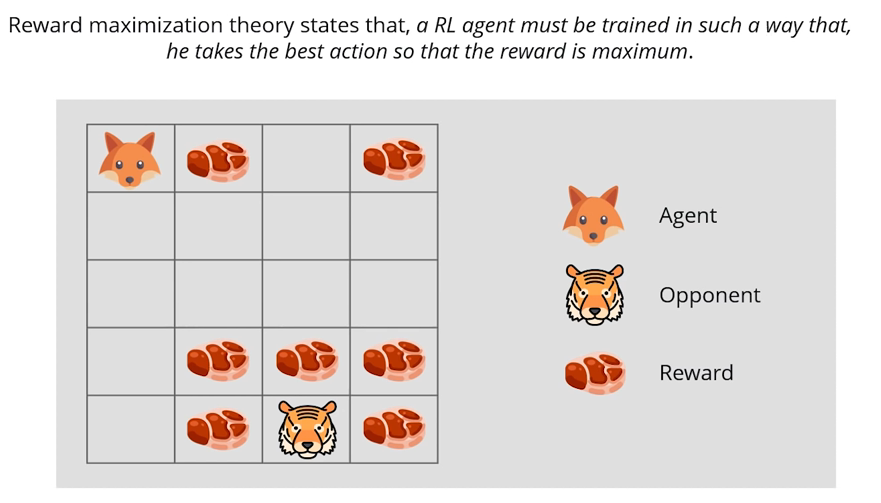 Reward maximization theory states that, a RL agent must be trained in such a way that,
he takes the best action so that the reward is maximum.
Agent
Opponent
Reward